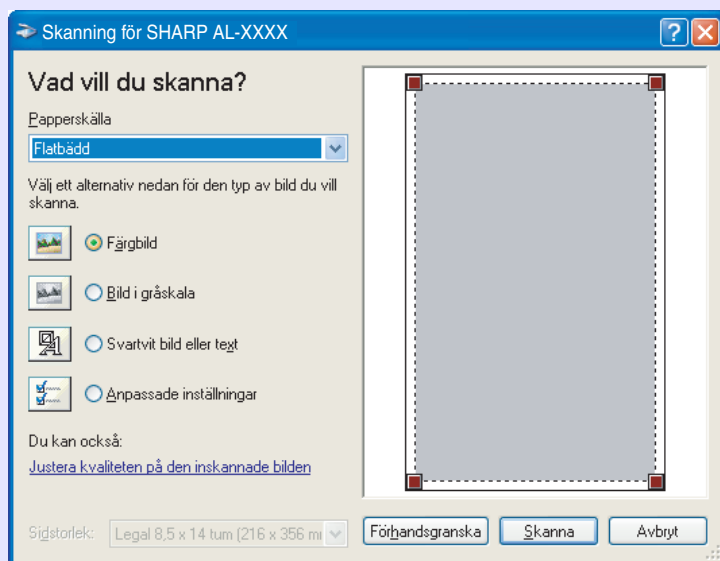 Skanning för SHARP AL-XXXX
Vad vill du skanna?
Papperskälla
Flatbädd
Välj ett alternativ nedan för den typ av bild du vill
skanna.
Färgbild
Bild i gråskala
Svartvit bild eller text
Anpassade inställningar
Du kan också:
Justera kvaliteten på den inskannade bilden
Sidstorlek: Legal 8,5 x 14 tum (216 x 356 m
Förhandsgranska Skanna Avbryt